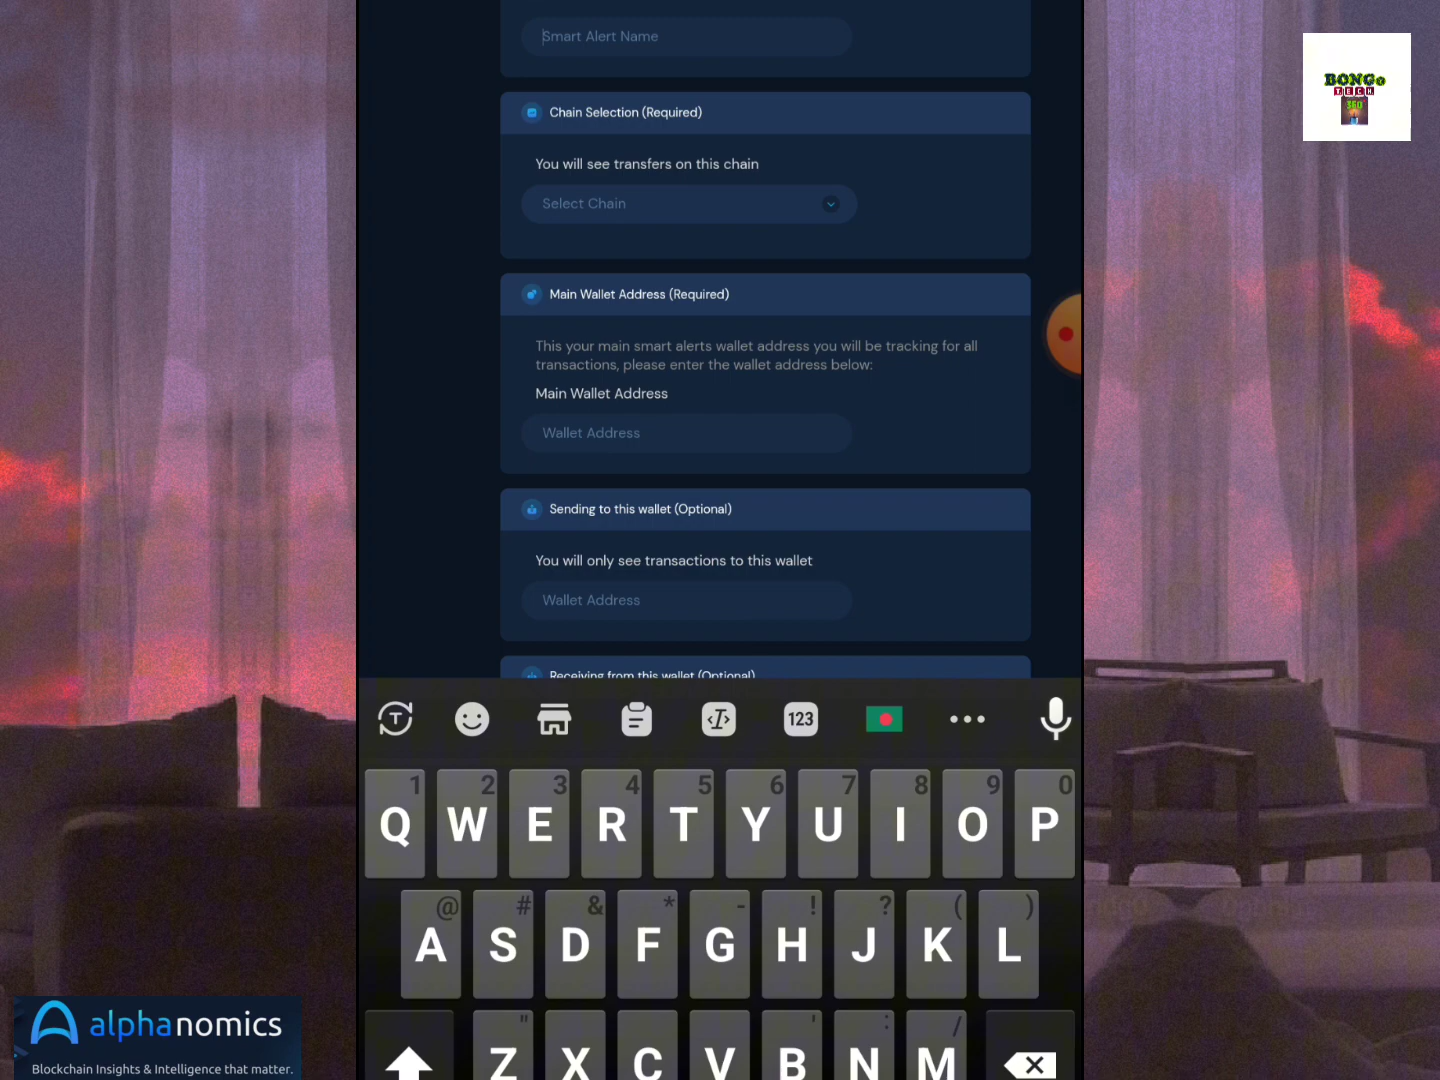 Smart Alert Name
BONGO
TECH
360
Chain Selection (Required)
You will see transfers on this chain
Select Chain
Main Wallet Address (Required)
This your main smart alerts wallet address you will be tracking for all
transactions, please enter the wallet address below:
Main Wallet Address
Wallet Address
Sending to this wallet (Optional)
You will only see transactions to this wallet
Wallet Address
Receiving from this wallet (Optional)
T I 123
1 2 3 4 5 6 7 8 9 0
Q W E R T Y U I O P
@ # & * - ! ? ( )
A S D F G H J K L
" ' : /
Z X C V B N M
alphanomics
Blockchain Insights & Intelligence that matter.